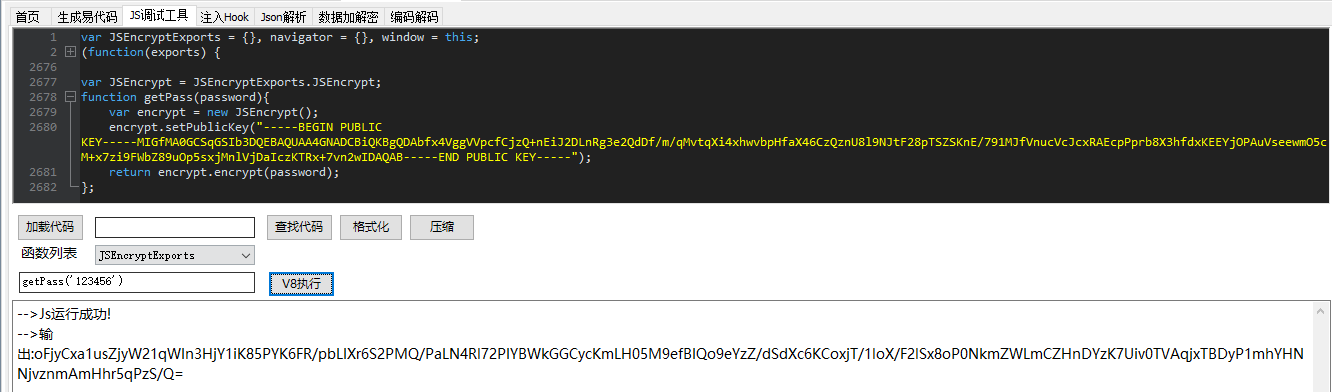 首页 生成易代码 JS调试工具 注入Hook Json解析 数据加解密 编码解码
1 var JSEncryptExports = {}, navigator = {}, window = this;
2 (function(exports) {
2676
2677 var JSEncrypt = JSEncryptExports.JSEncrypt;
2678 function getPass(password){
2679 var encrypt = new JSEncrypt();
2680 encrypt.setPublicKey("-----BEGIN PUBLIC
KEY-----MIGfMA0GCSqGSIb3DQEBAQUAA4GNADCBiQKBgQDAbfx4VggVVpcfCjzQ+nEiJ2DLnRg3e2QdDf/m/qMvtqXi4xhwvbpHfaX46CzQznU8l9NJtF28pTSZSKnE/791MJfVnucVcJcxRAEcpPprb8X3hfdxKEEYjOPAuVseewmO5c
M+x7zi9FWbZ89uOp5sxjMnlVjDaIczKTRx+7vn2wIDAQAB-----END PUBLIC KEY-----");
2681 return encrypt.encrypt(password);
2682 };
加载代码 查找代码 格式化 压缩
函数列表 JSEncryptExports
getPass('123456') V8执行
-->Js运行成功!
-->输
出:oFjyCxa1usZjyW21qWIn3HjY1iK85PYK6FR/pbLIXr6S2PMQ/PaLN4Rl72PIYBWkGGCycKmLH05M9efBIQo9eYzZ/dSdXc6KCoxjT/1loX/F2lSx8oP0NkmZWLmCZHnDYzK7Uiv0TVAqjxTBDyP1mhYHN
NjvznmAmHhr5qPzS/Q=